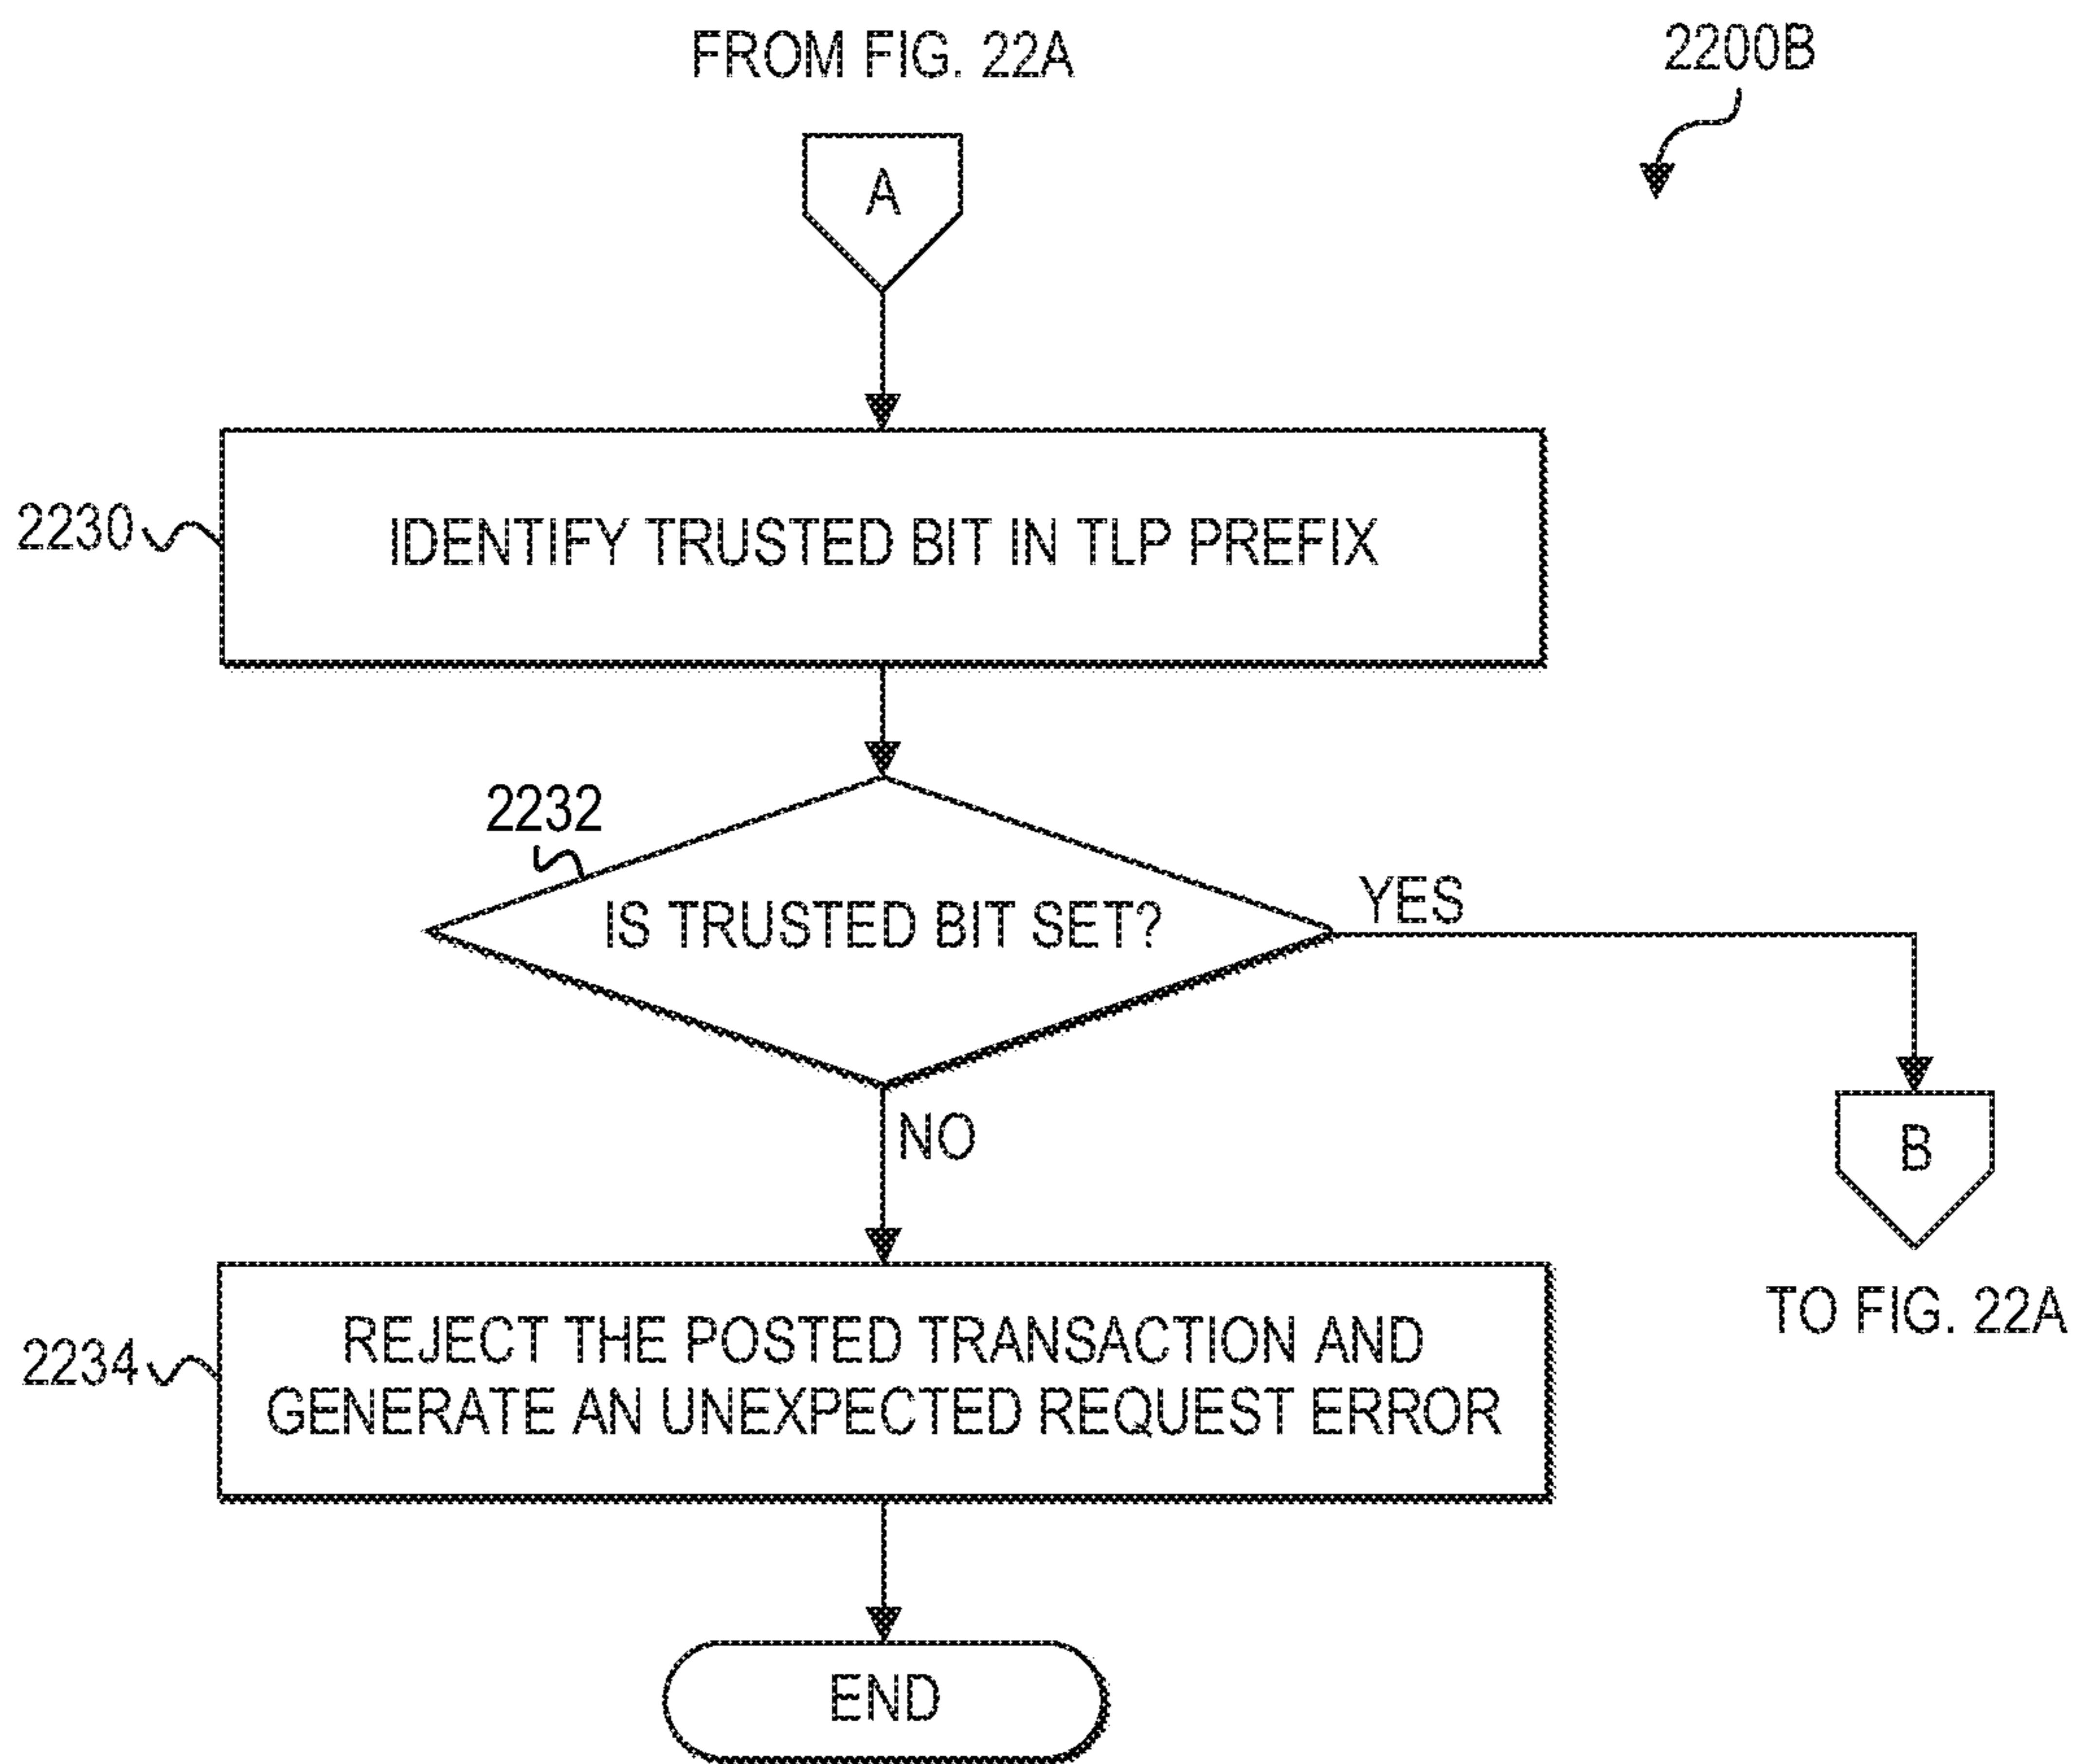 FROM FIG. 22A
2200B
A
2230
IDENTIFY TRUSTED BIT IN TLP PREFIX
2232
IS TRUSTED BIT SET?
YES
NO
B
TO FIG. 22A
2234
REJECT THE POSTED TRANSACTION AND
GENERATE AN UNEXPECTED REQUEST ERROR
END